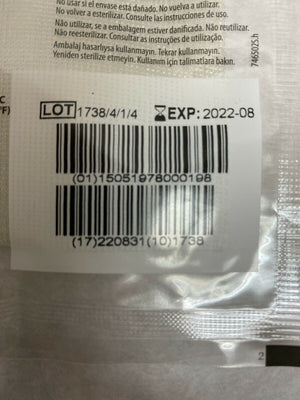 No usar si el envase está dañado. No vuelva a utilizar.
No volver a esterilizar. Consulte las instrucciones de uso.
Não utilizar, se a embalagem estiver danificada. Não reutilizar.
Não reesterilizar. Consultar as instruções de utilização.
Ambalaj hasarlıysa kullanmayın. Tekrar kullanmayın.
Yeniden sterilize etmeyin. Kullanım için talimatlara bakın.
7465025.h
C
F)
LOT 1738/4/1/4 EXP: 2022-08
(01)15051978000198
(17)220831(10)1738
2